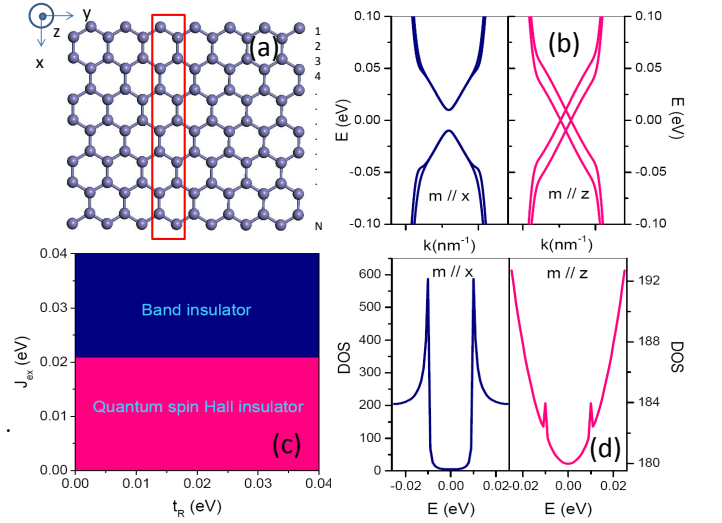 y
z
x
(a)
1
2
3
4
.
.
.
.
.
.
N
0.10
0.05
0.00
-0.05
-0.10
E (eV)
m // x
k(nm⁻¹)
(b)
m // z
k(nm⁻¹)
0.10
0.05
0.00
-0.05
-0.10
E (eV)
0.04
0.03
0.02
0.01
0.00
J_ex (eV)
Band insulator
Quantum spin Hall insulator
(c)
0.00 0.01 0.02 0.03 0.04
t_R (eV)
.
600
500
400
300
200
100
0
DOS
m // x
-0.02 0.00 0.02
E (eV)
m // z
(d)
-0.02 0.00 0.02
E (eV)
192
188
184
180
DOS